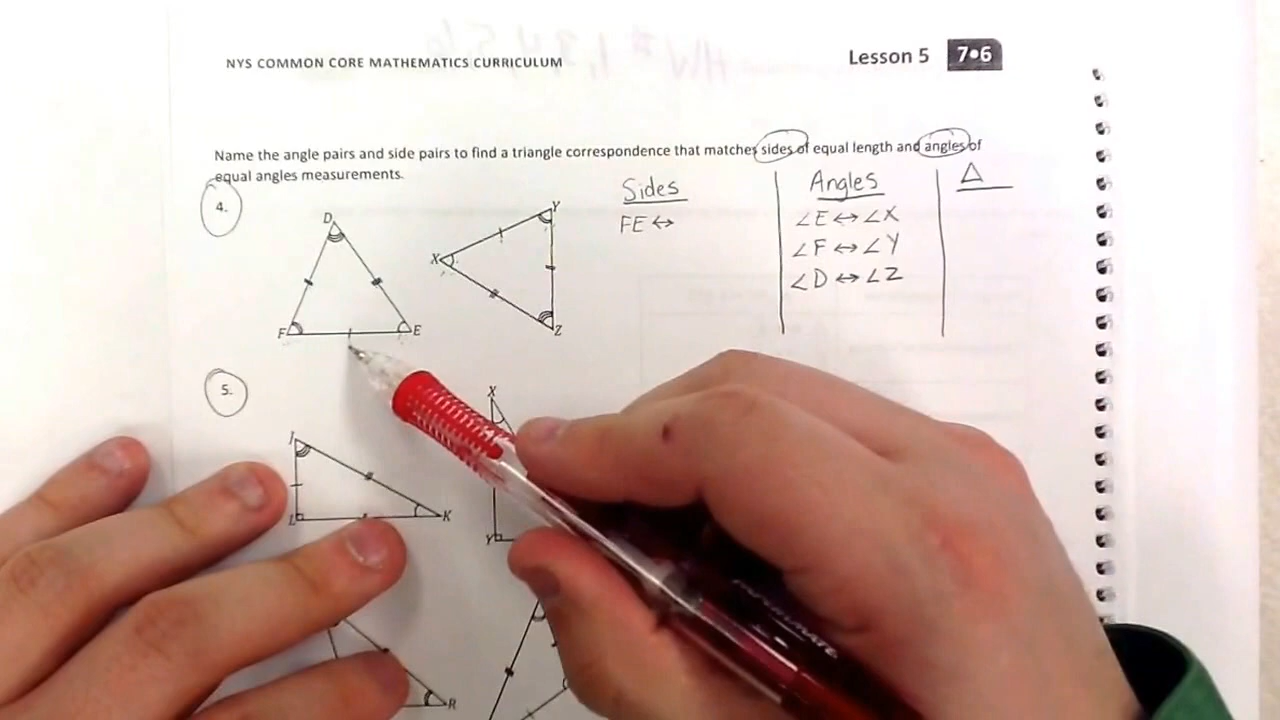 NYS COMMON CORE MATHEMATICS CURRICULUM
Lesson 5 7•6
Name the angle pairs and side pairs to find a triangle correspondence that matches sides of equal length and angles of
equal angles measurements.
4.
D
F
E
X
Y
Z
Sides
FE ↔
Angles
∠E ↔ ∠X
∠F ↔ ∠Y
∠D ↔ ∠Z
△
5.
J
L
K
X
Y
R